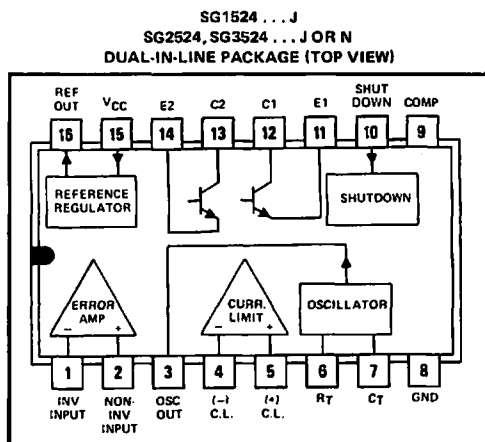 SG1524 . . . J
SG2524, SG3524 . . . J OR N
DUAL-IN-LINE PACKAGE (TOP VIEW)
REF OUT
VCC
E2
C2
C1
E1
SHUT DOWN
COMP
16
15
14
13
12
11
10
9
REFERENCE REGULATOR
SHUTDOWN
ERROR AMP
- +
CURR. LIMIT
- +
OSCILLATOR
1
2
3
4
5
6
7
8
INV INPUT
NON-INV INPUT
OSC OUT
(-) C.L.
(+) C.L.
RT
CT
GND